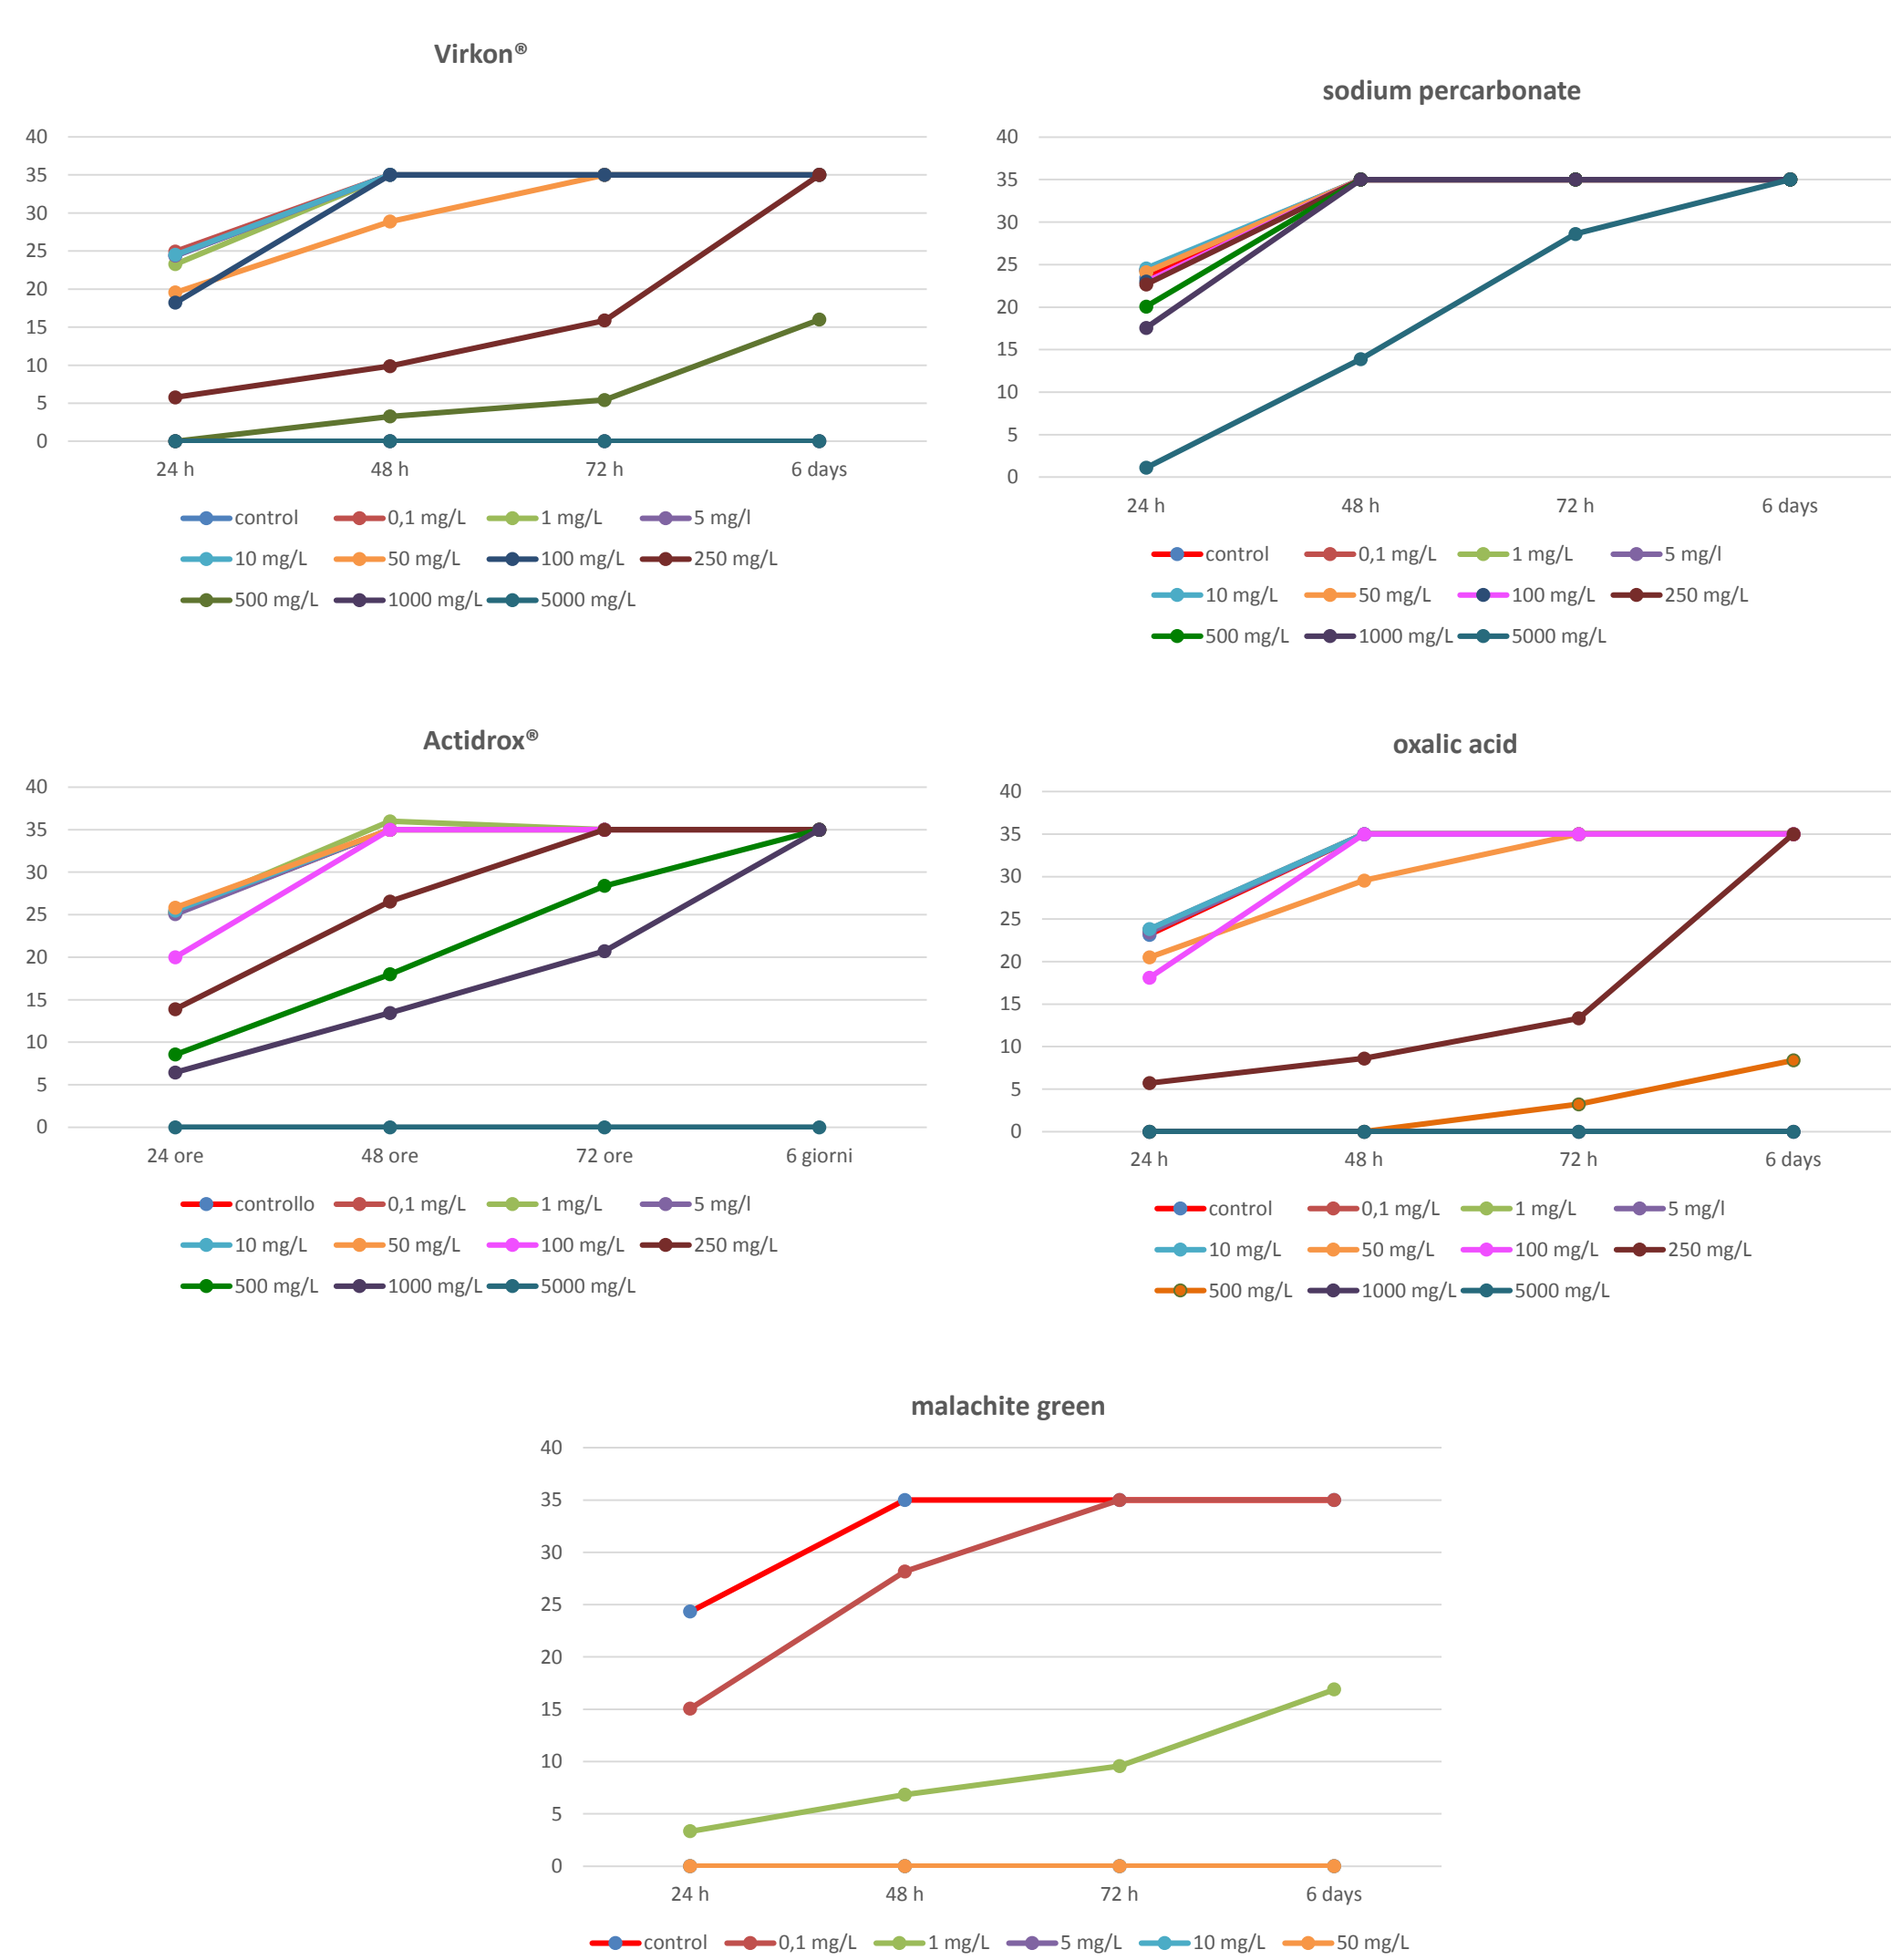 Virkon®
40
35
30
25
20
15
10
5
0
24 h 48 h 72 h 6 days
control 0,1 mg/L 1 mg/L 5 mg/l
10 mg/L 50 mg/L 100 mg/L 250 mg/L
500 mg/L 1000 mg/L 5000 mg/L
sodium percarbonate
40
35
30
25
20
15
10
5
0
24 h 48 h 72 h 6 days
control 0,1 mg/L 1 mg/L 5 mg/l
10 mg/L 50 mg/L 100 mg/L 250 mg/L
500 mg/L 1000 mg/L 5000 mg/L
Actidrox®
40
35
30
25
20
15
10
5
0
24 ore 48 ore 72 ore 6 giorni
controllo 0,1 mg/L 1 mg/L 5 mg/l
10 mg/L 50 mg/L 100 mg/L 250 mg/L
500 mg/L 1000 mg/L 5000 mg/L
oxalic acid
40
35
30
25
20
15
10
5
0
24 h 48 h 72 h 6 days
control 0,1 mg/L 1 mg/L 5 mg/l
10 mg/L 50 mg/L 100 mg/L 250 mg/L
500 mg/L 1000 mg/L 5000 mg/L
malachite green
40
35
30
25
20
15
10
5
0
24 h 48 h 72 h 6 days
control 0,1 mg/L 1 mg/L 5 mg/L 10 mg/L 50 mg/L